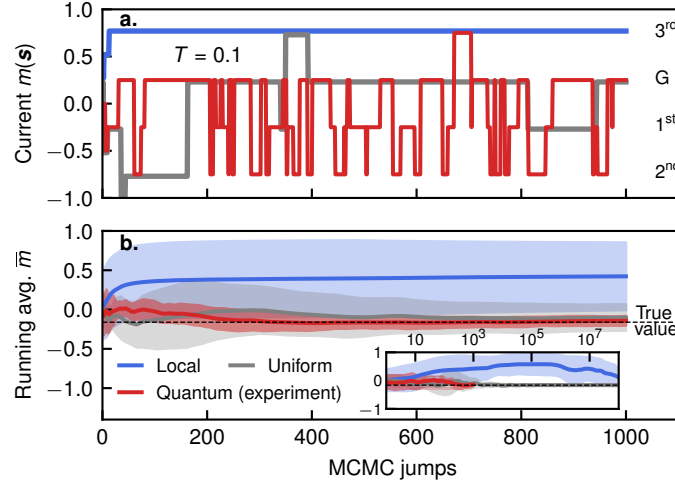 a.
T = 0.1
Current m(s)
1.0
0.5
0.0
−0.5
−1.0
3rd
G
1st
2nd
b.
Running avg. m̅
1.0
0.5
0.0
−0.5
−1.0
True
value
Local
Uniform
Quantum (experiment)
10 10³ 10⁵ 10⁷
1
−1
0 200 400 600 800 1000
MCMC jumps